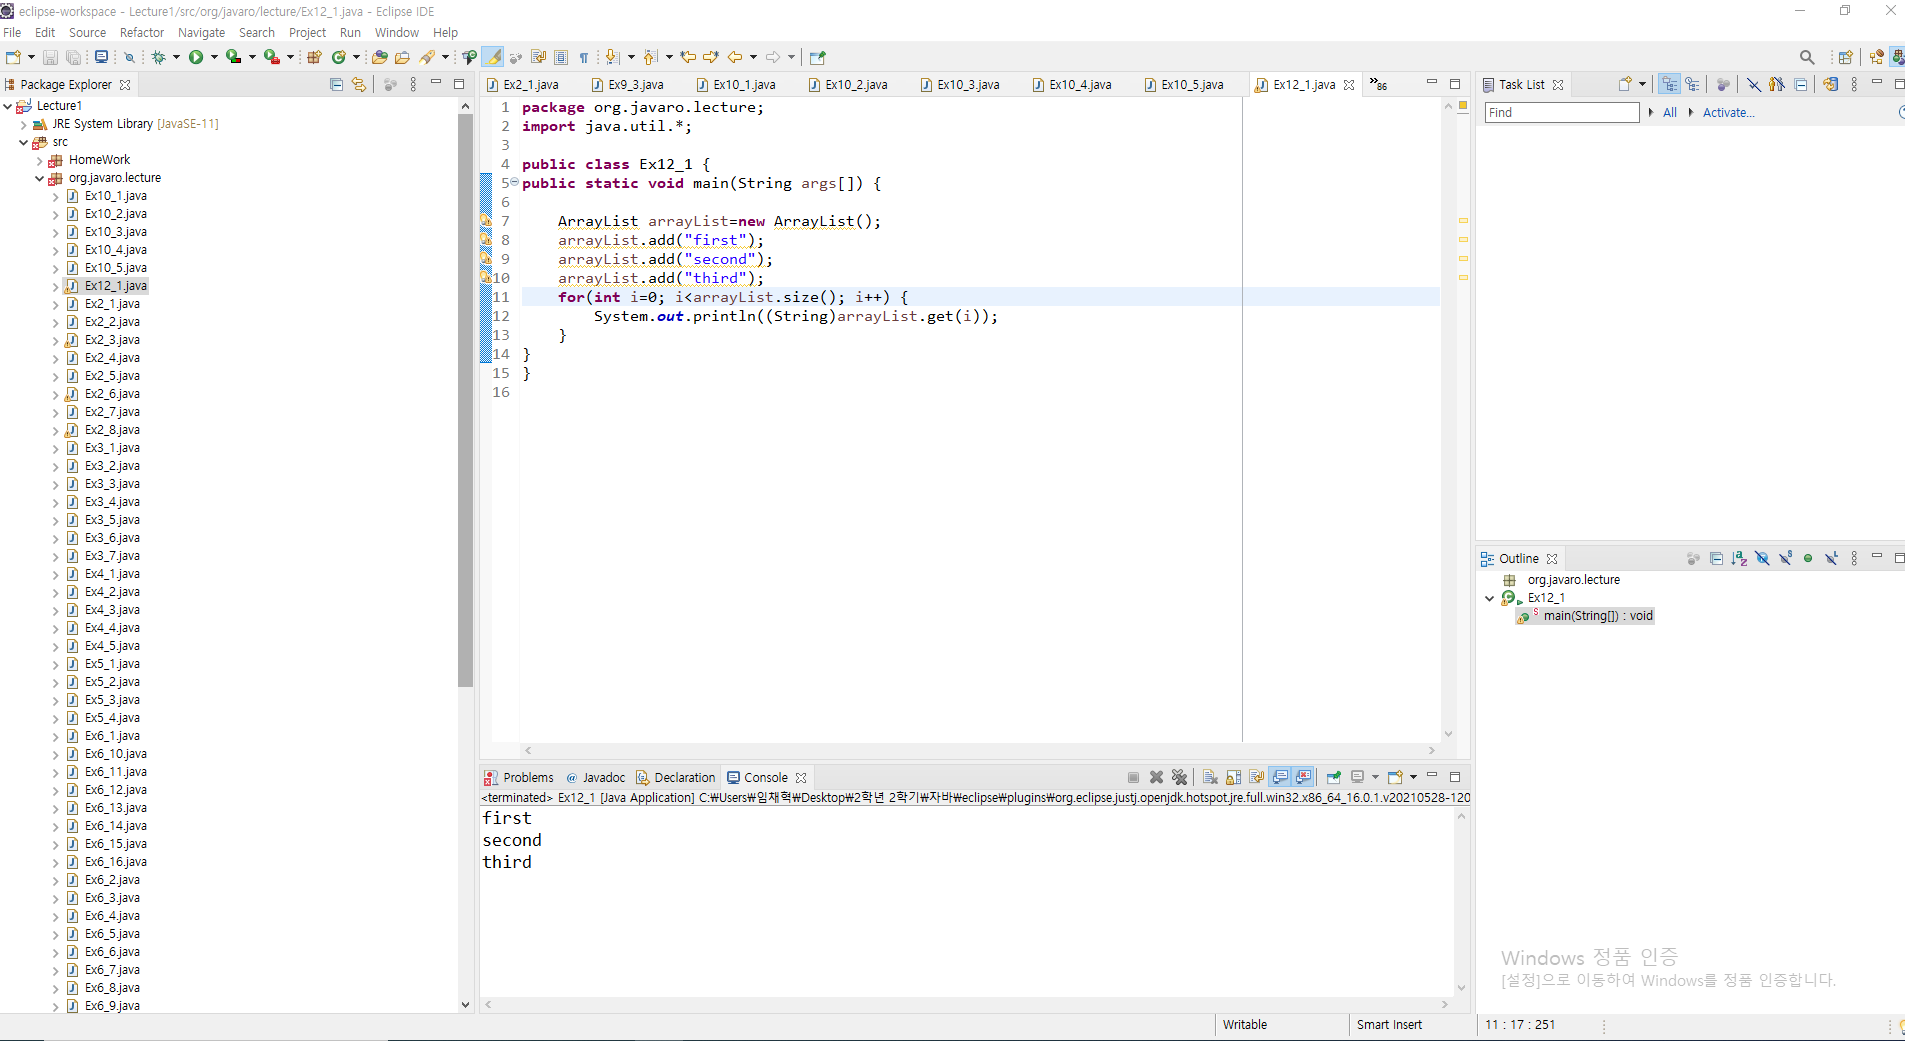 eclipse-workspace - Lecture1/src/org/javaro/lecture/Ex12_1.java - Eclipse IDE
File Edit Source Refactor Navigate Search Project Run Window Help
Package Explorer
Lecture1
JRE System Library [JavaSE-11]
src
HomeWork
org.javaro.lecture
Ex10_1.java
Ex10_2.java
Ex10_3.java
Ex10_4.java
Ex10_5.java
Ex12_1.java
Ex2_1.java
Ex2_2.java
Ex2_3.java
Ex2_4.java
Ex2_5.java
Ex2_6.java
Ex2_7.java
Ex2_8.java
Ex3_1.java
Ex3_2.java
Ex3_3.java
Ex3_4.java
Ex3_5.java
Ex3_6.java
Ex3_7.java
Ex4_1.java
Ex4_2.java
Ex4_3.java
Ex4_4.java
Ex4_5.java
Ex5_1.java
Ex5_2.java
Ex5_3.java
Ex5_4.java
Ex6_1.java
Ex6_10.java
Ex6_11.java
Ex6_12.java
Ex6_13.java
Ex6_14.java
Ex6_15.java
Ex6_16.java
Ex6_2.java
Ex6_3.java
Ex6_4.java
Ex6_5.java
Ex6_6.java
Ex6_7.java
Ex6_8.java
Ex6_9.java
Ex2_1.java Ex9_3.java Ex10_1.java Ex10_2.java Ex10_3.java Ex10_4.java Ex10_5.java Ex12_1.java »86
1 package org.javaro.lecture;
2 import java.util.*;
3
4 public class Ex12_1 {
5 public static void main(String args[]) {
6
7 ArrayList arrayList=new ArrayList();
8 arrayList.add("first");
9 arrayList.add("second");
10 arrayList.add("third");
11 for(int i=0; i<arrayList.size(); i++) {
12 System.out.println((String)arrayList.get(i));
13 }
14 }
15 }
16
Problems Javadoc Declaration Console
<terminated> Ex12_1 [Java Application] C:₩Users₩임채혁₩Desktop₩2학년 2학기₩자바₩eclipse₩plugins₩org.eclipse.justj.openjdk.hotspot.jre.full.win32.x86_64_16.0.1.v20210528-120
first
second
third
Task List
Find All Activate...
Outline
org.javaro.lecture
Ex12_1
main(String[]) : void
Windows 정품 인증
[설정]으로 이동하여 Windows를 정품 인증합니다.
Writable Smart Insert 11 : 17 : 251